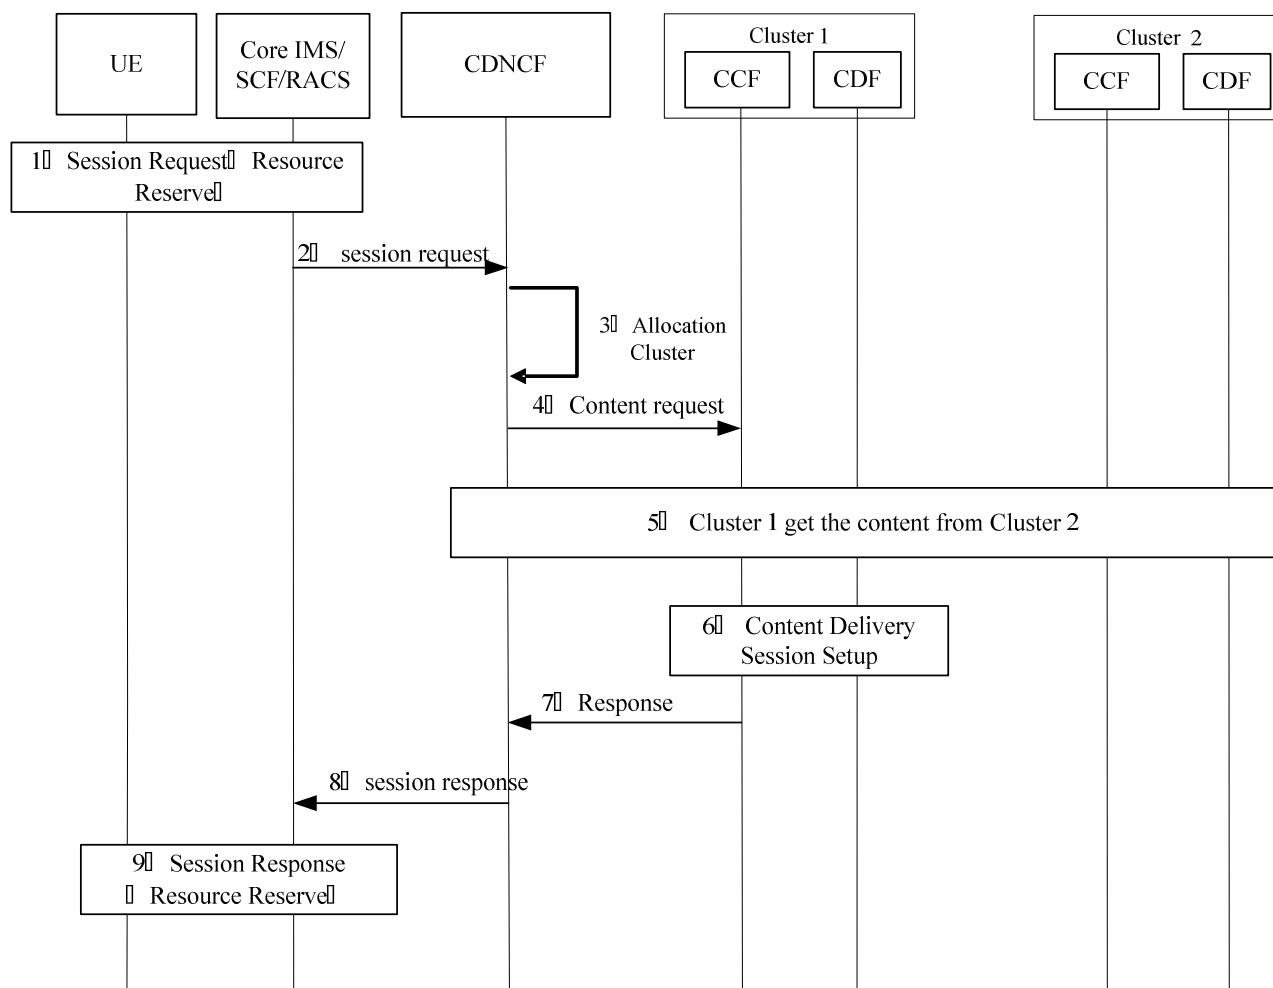 UE
Core IMS/
SCF/RACS
CDNCF
Cluster 1
CCF
CDF
Cluster 2
CCF
CDF
1▯ Session Request▯ Resource
Reserve▯
2▯ session request
3▯ Allocation
Cluster
4▯ Content request
5▯ Cluster 1 get the content from Cluster 2
6▯ Content Delivery
Session Setup
7▯ Response
8▯ session response
9▯ Session Response
▯ Resource Reserve▯